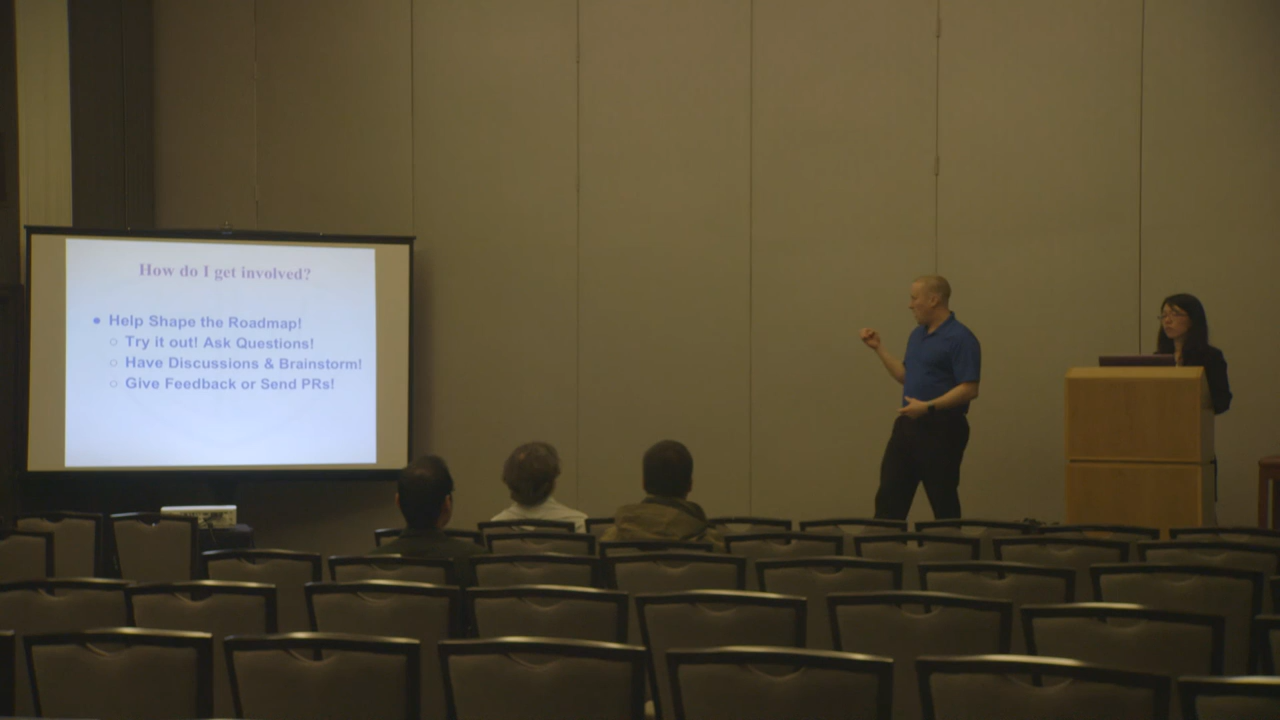 How do I get involved?
● Help Shape the Roadmap!
○ Try it out! Ask Questions!
○ Have Discussions & Brainstorm!
○ Give Feedback or Send PRs!